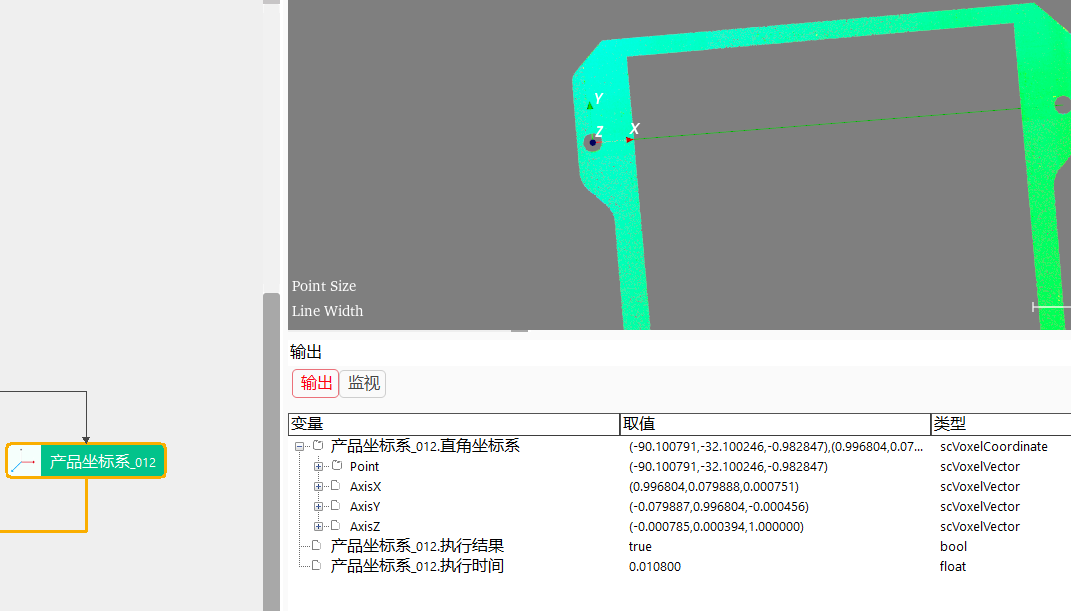 Y
Z X
Point Size
Line Width
输出
输出 监视
变量 取值 类型
产品坐标系_012.直角坐标系 (-90.100791,-32.100246,-0.982847),(0.996804,0.07... scVoxelCoordinate
Point (-90.100791,-32.100246,-0.982847) scVoxelVector
AxisX (0.996804,0.079888,0.000751) scVoxelVector
AxisY (-0.079887,0.996804,-0.000456) scVoxelVector
AxisZ (-0.000785,0.000394,1.000000) scVoxelVector
产品坐标系_012.执行结果 true bool
产品坐标系_012.执行时间 0.010800 float
产品坐标系_012